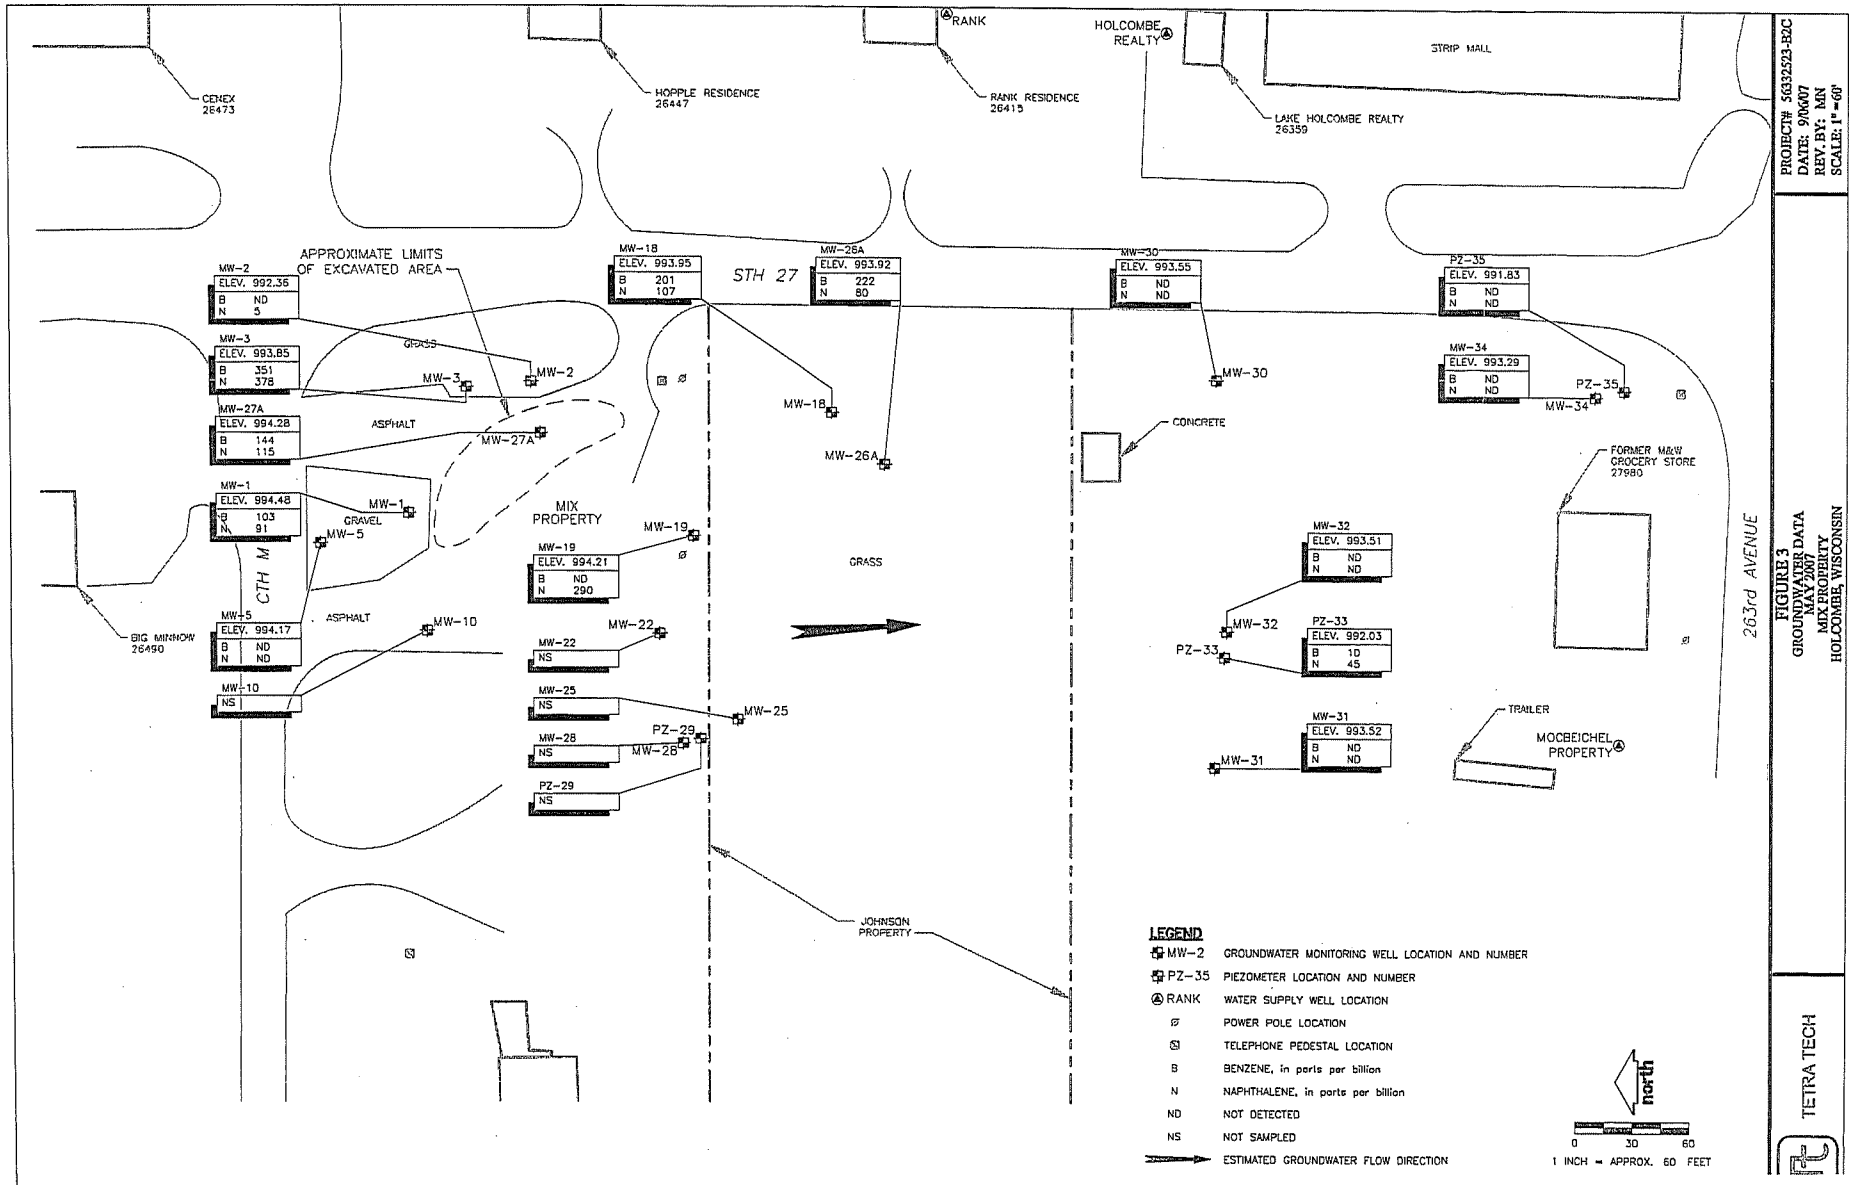 RANK
HOLCOMBE
REALTY
STRIP MALL
CENEX
26473
HOPPLE RESIDENCE
26447
RANK RESIDENCE
26415
LAKE HOLCOMBE REALTY
26359
APPROXIMATE LIMITS
OF EXCAVATED AREA
STH 27
MW-2
ELEV. 992.36
B ND
N 5
MW-3
ELEV. 993.85
B 351
N 378
MW-27A
ELEV. 994.28
B 144
N 115
MW-1
ELEV. 994.48
B 103
N 91
MW-5
ELEV. 994.17
B ND
N ND
MW-10
NS
MW-18
ELEV. 993.95
B 201
N 107
MW-26A
ELEV. 993.92
B 222
N 80
MW-30
ELEV. 993.55
B ND
N ND
PZ-35
ELEV. 991.83
B ND
N ND
MW-34
ELEV. 993.29
B ND
N ND
GRASS
MW-3
MW-2
ASPHALT
MW-27A
MW-1
GRAVEL
MW-5
CTH M
ASPHALT
MW-10
BIG MINNOW
26490
MIX
PROPERTY
MW-18
MW-26A
MW-19
MW-19
ELEV. 994.21
B ND
N 290
GRASS
MW-22
MW-22
NS
MW-25
NS
MW-25
MW-28
NS
PZ-29
MW-28
PZ-29
NS
MW-30
CONCRETE
PZ-35
MW-34
FORMER M&W
GROCERY STORE
27980
263rd AVENUE
MW-32
ELEV. 993.51
B ND
N ND
MW-32
PZ-33
PZ-33
ELEV. 992.03
B 10
N 45
MW-31
ELEV. 993.52
B ND
N ND
MW-31
TRAILER
MOCBEICHEL
PROPERTY
JOHNSON
PROPERTY
LEGEND
MW-2 GROUNDWATER MONITORING WELL LOCATION AND NUMBER
PZ-35 PIEZOMETER LOCATION AND NUMBER
RANK WATER SUPPLY WELL LOCATION
POWER POLE LOCATION
TELEPHONE PEDESTAL LOCATION
B BENZENE, in parts per billion
N NAPHTHALENE, in parts per billion
ND NOT DETECTED
NS NOT SAMPLED
ESTIMATED GROUNDWATER FLOW DIRECTION
north
0 30 60
1 INCH = APPROX. 60 FEET
PROJECT# 56332523-B2C
DATE: 9/06/07
REV. BY: MN
SCALE: 1"=60'
FIGURE 3
GROUNDWATER DATA
MAY 2007
MIX PROPERTY
HOLCOMBE, WISCONSIN
TETRA TECH